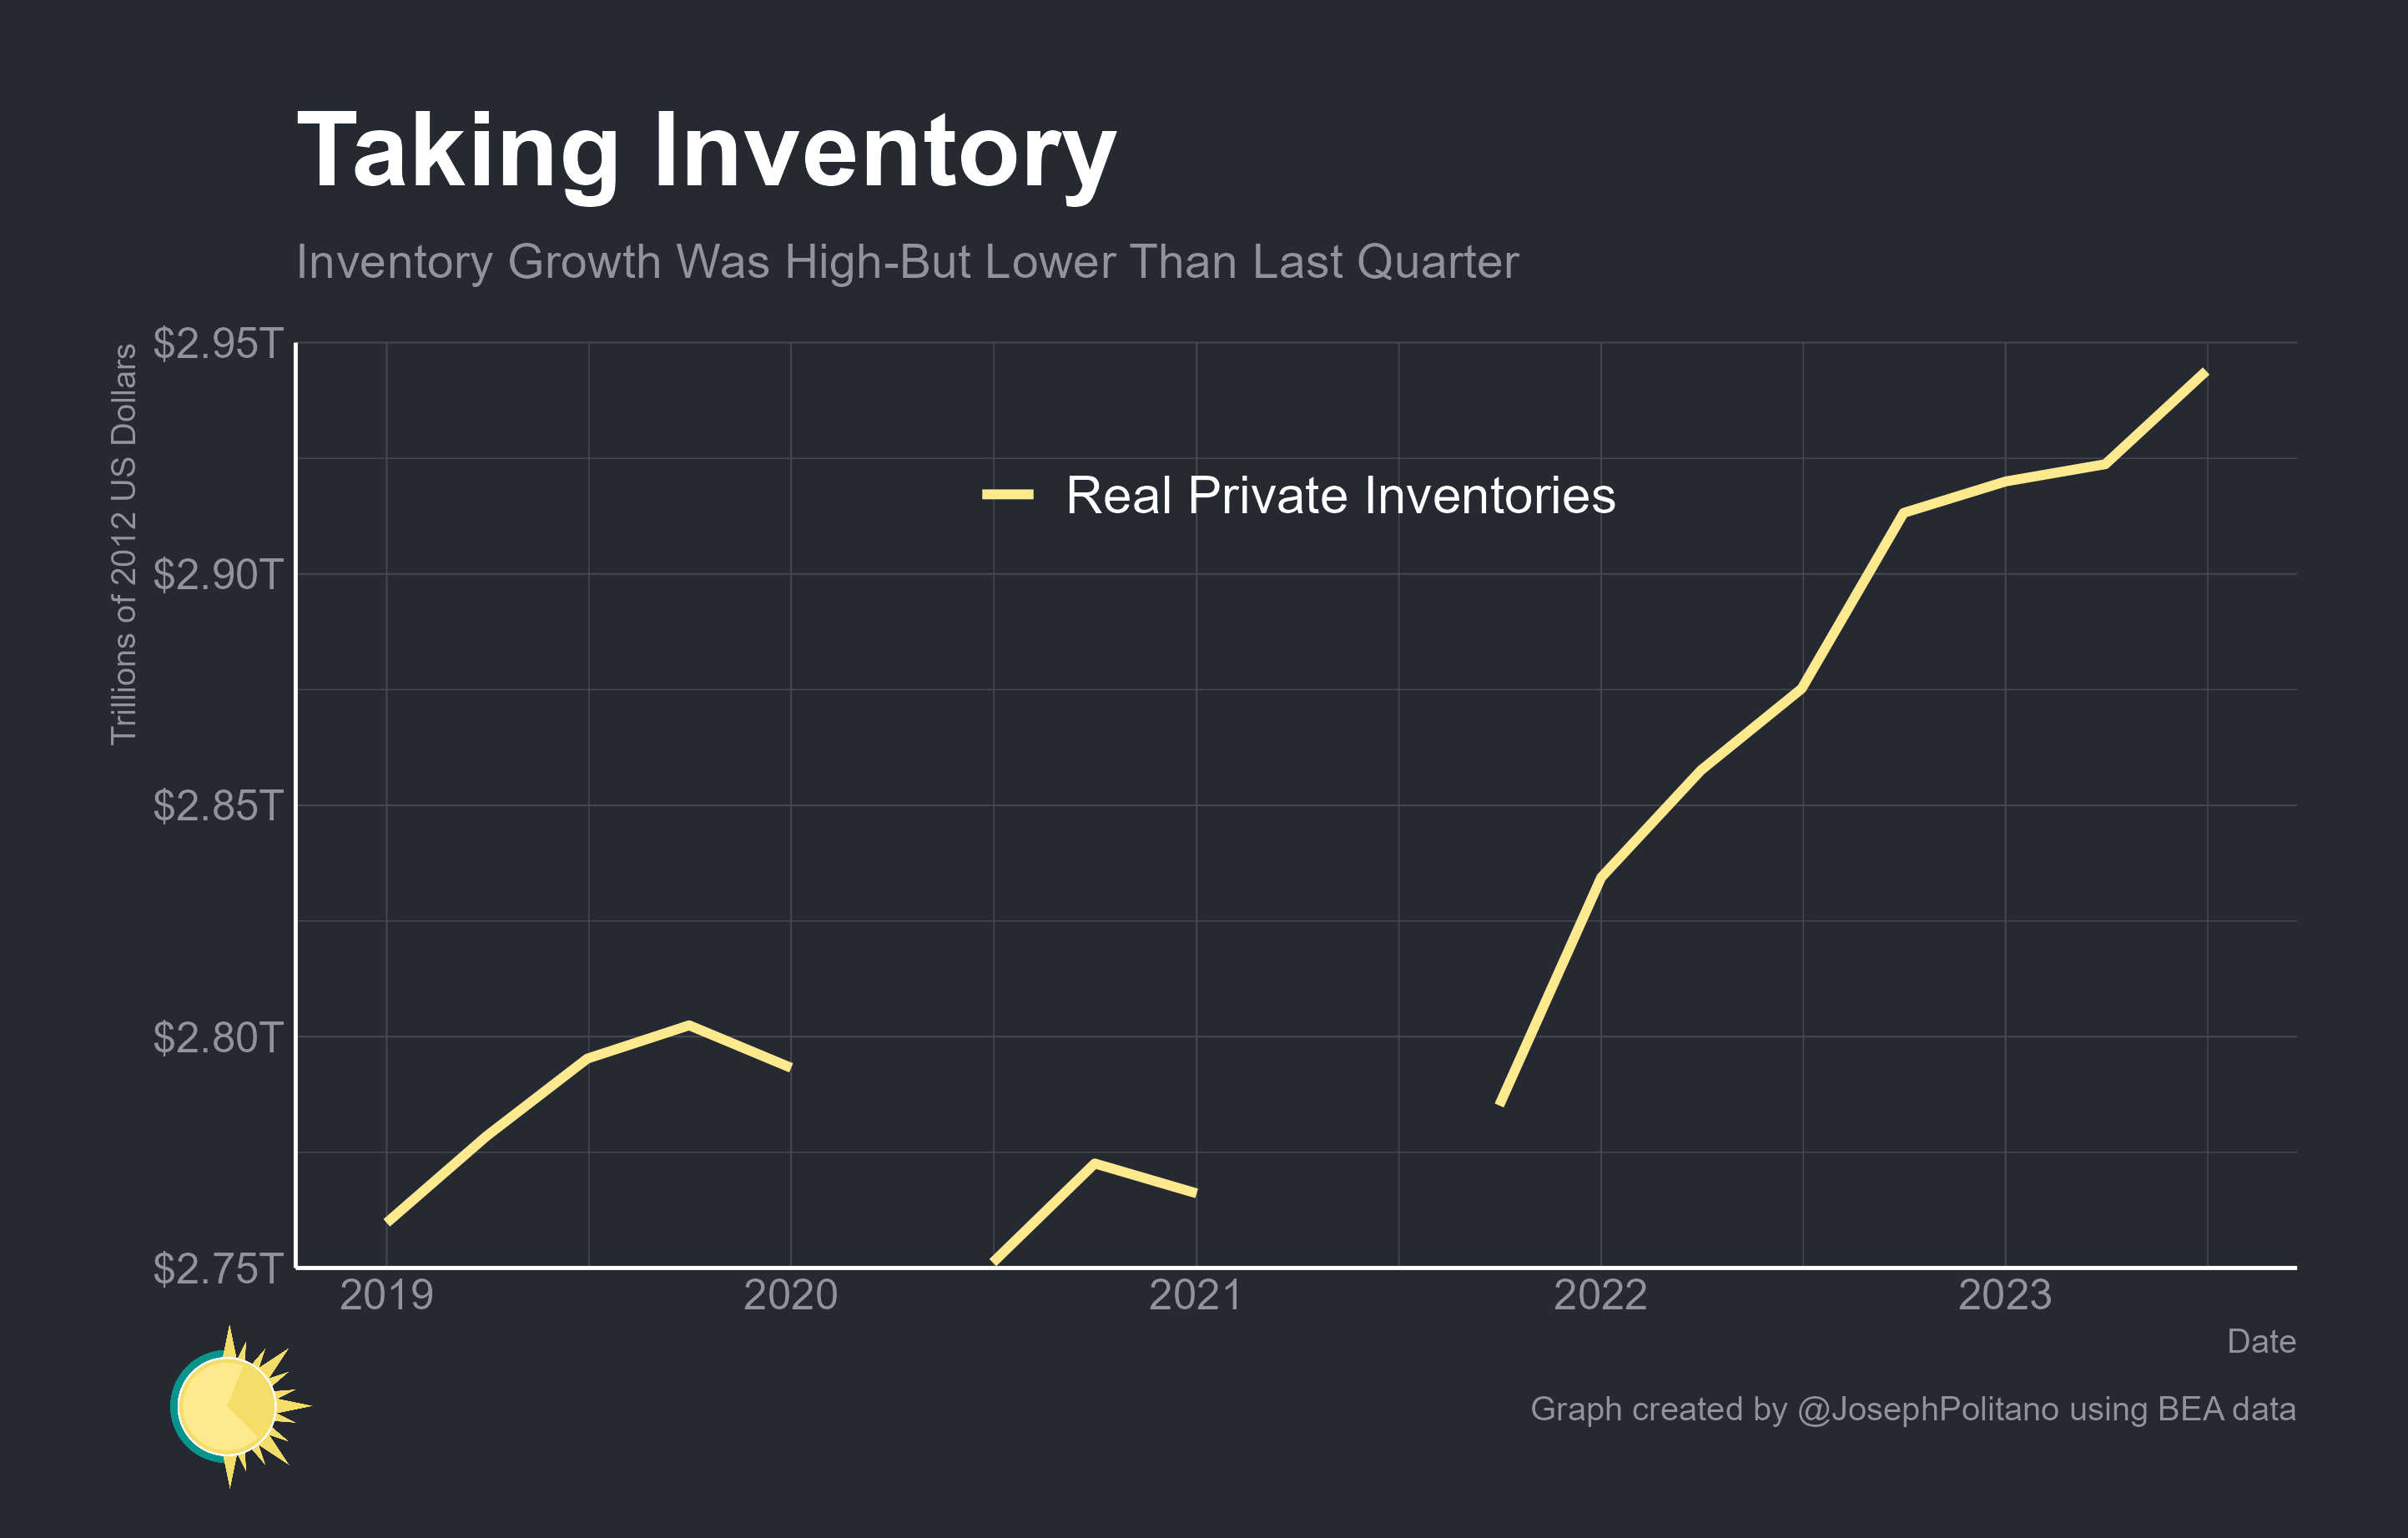 Taking Inventory
Inventory Growth Was High-But Lower Than Last Quarter
Trillions of 2012 US Dollars
$2.95T
$2.90T
$2.85T
$2.80T
$2.75T
Real Private Inventories
2019
2020
2021
2022
2023
Date
Graph created by @JosephPolitano using BEA data